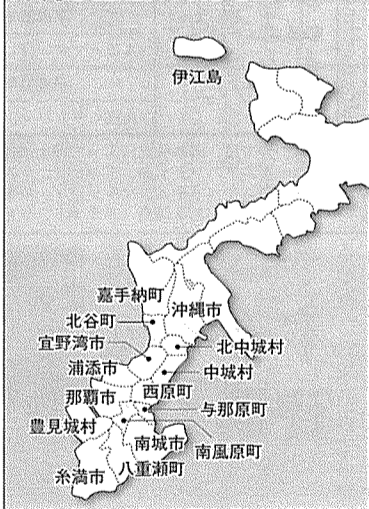 伊江島
嘉手納町
沖縄市
北谷町
宜野湾市
北中城村
浦添市
中城村
那覇市
西原町
与那原町
豊見城村
南城市
南風原町
糸満市
八重瀬町